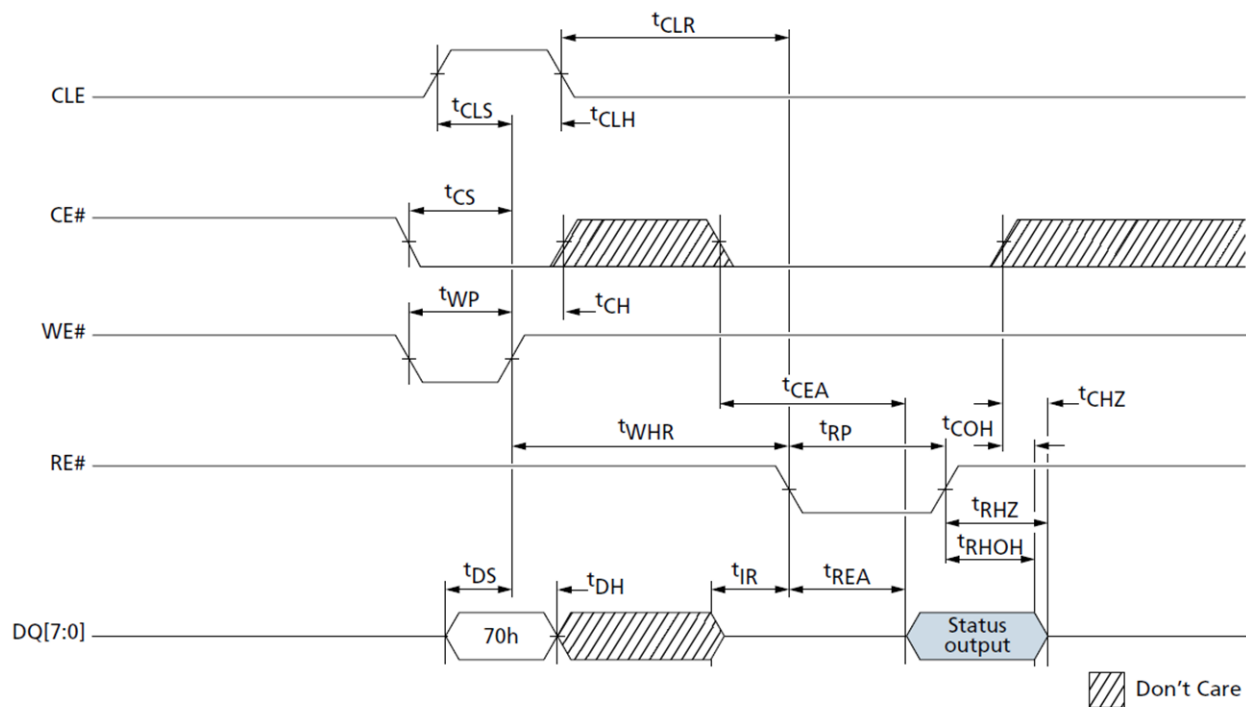 tCLR
CLE
tCLS
tCLH
tCS
CE#
tWP
tCH
WE#
tCEA
tCHZ
tWHR
tRP
tCOH
RE#
tRHZ
tRHOH
tDS
tDH
tIR
tREA
DQ[7:0]
70h
Status
output
Don't Care